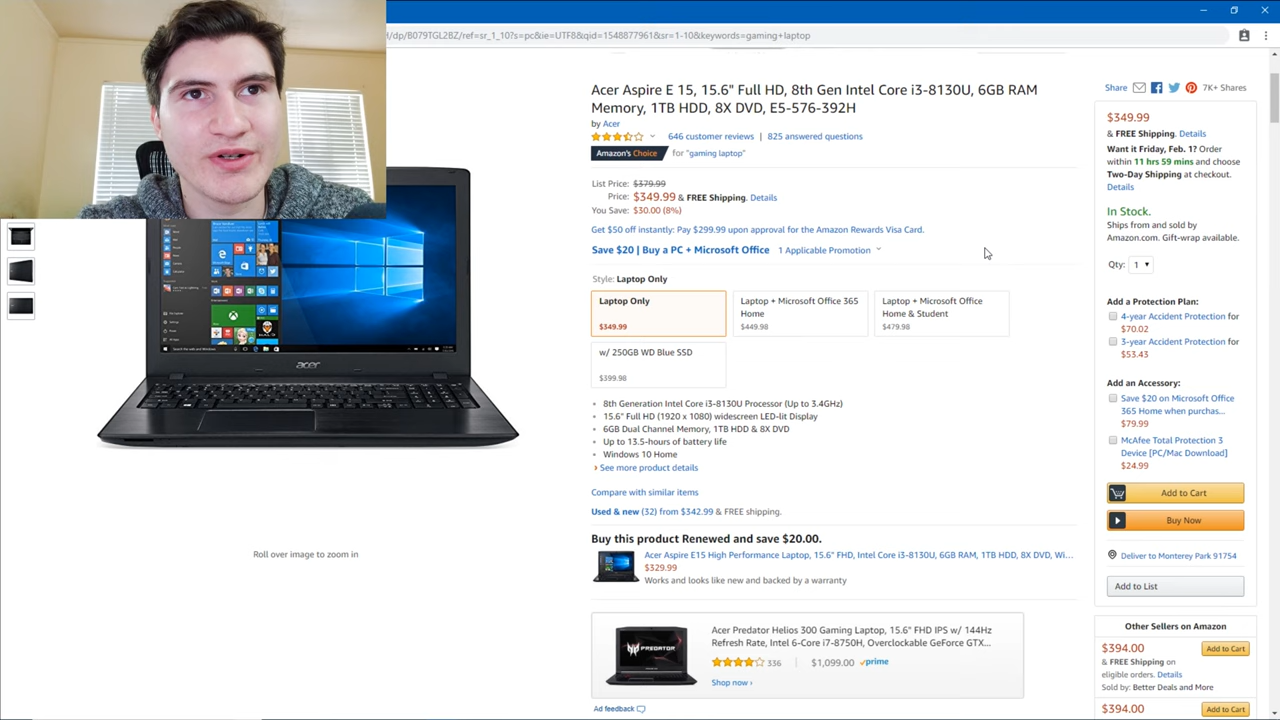 /dp/B079TGL2BZ/ref=sr_1_10?s=pc&ie=UTF8&qid=1548877961&sr=1-10&keywords=gaming+laptop
Acer Aspire E 15, 15.6" Full HD, 8th Gen Intel Core i3-8130U, 6GB RAM
Memory, 1TB HDD, 8X DVD, E5-576-392H
by Acer
646 customer reviews | 825 answered questions
Amazon's Choice for "gaming laptop"
List Price: $379.99
Price: $349.99 & FREE Shipping. Details
You Save: $30.00 (8%)
Get $50 off instantly: Pay $299.99 upon approval for the Amazon Rewards Visa Card.
Save $20 | Buy a PC + Microsoft Office 1 Applicable Promotion
Style: Laptop Only
Laptop Only
$349.99
Laptop + Microsoft Office 365
Home
$449.98
Laptop + Microsoft Office
Home & Student
$479.98
w/ 250GB WD Blue SSD
$399.98
8th Generation Intel Core i3-8130U Processor (Up to 3.4GHz)
15.6" Full HD (1920 x 1080) widescreen LED-lit Display
6GB Dual Channel Memory, 1TB HDD & 8X DVD
Up to 13.5-hours of battery life
Windows 10 Home
› See more product details
Compare with similar items
Used & new (32) from $342.99 & FREE shipping.
Buy this product Renewed and save $20.00.
Acer Aspire E15 High Performance Laptop, 15.6" FHD, Intel Core i3-8130U, 6GB RAM, 1TB HDD, 8X DVD, Wi...
$329.99
Works and looks like new and backed by a warranty
PREDATOR
Acer Predator Helios 300 Gaming Laptop, 15.6" FHD IPS w/ 144Hz
Refresh Rate, Intel 6-Core i7-8750H, Overclockable GeForce GTX...
336 | $1,099.00 prime
Shop now ›
Ad feedback
acer
Roll over image to zoom in
Share 7K+ Shares
$349.99
& FREE Shipping. Details
Want it Friday, Feb. 1? Order
within 11 hrs 59 mins and choose
Two-Day Shipping at checkout.
Details
In Stock.
Ships from and sold by
Amazon.com. Gift-wrap available.
Qty: 1
Add a Protection Plan:
4-year Accident Protection for
$70.02
3-year Accident Protection for
$53.43
Add an Accessory:
Save $20 on Microsoft Office
365 Home when purchas...
$79.99
McAfee Total Protection 3
Device [PC/Mac Download]
$24.99
Add to Cart
Buy Now
Deliver to Monterey Park 91754
Add to List
Other Sellers on Amazon
$394.00 Add to Cart
& FREE Shipping on
eligible orders. Details
Sold by: Better Deals and More
$394.00 Add to Cart